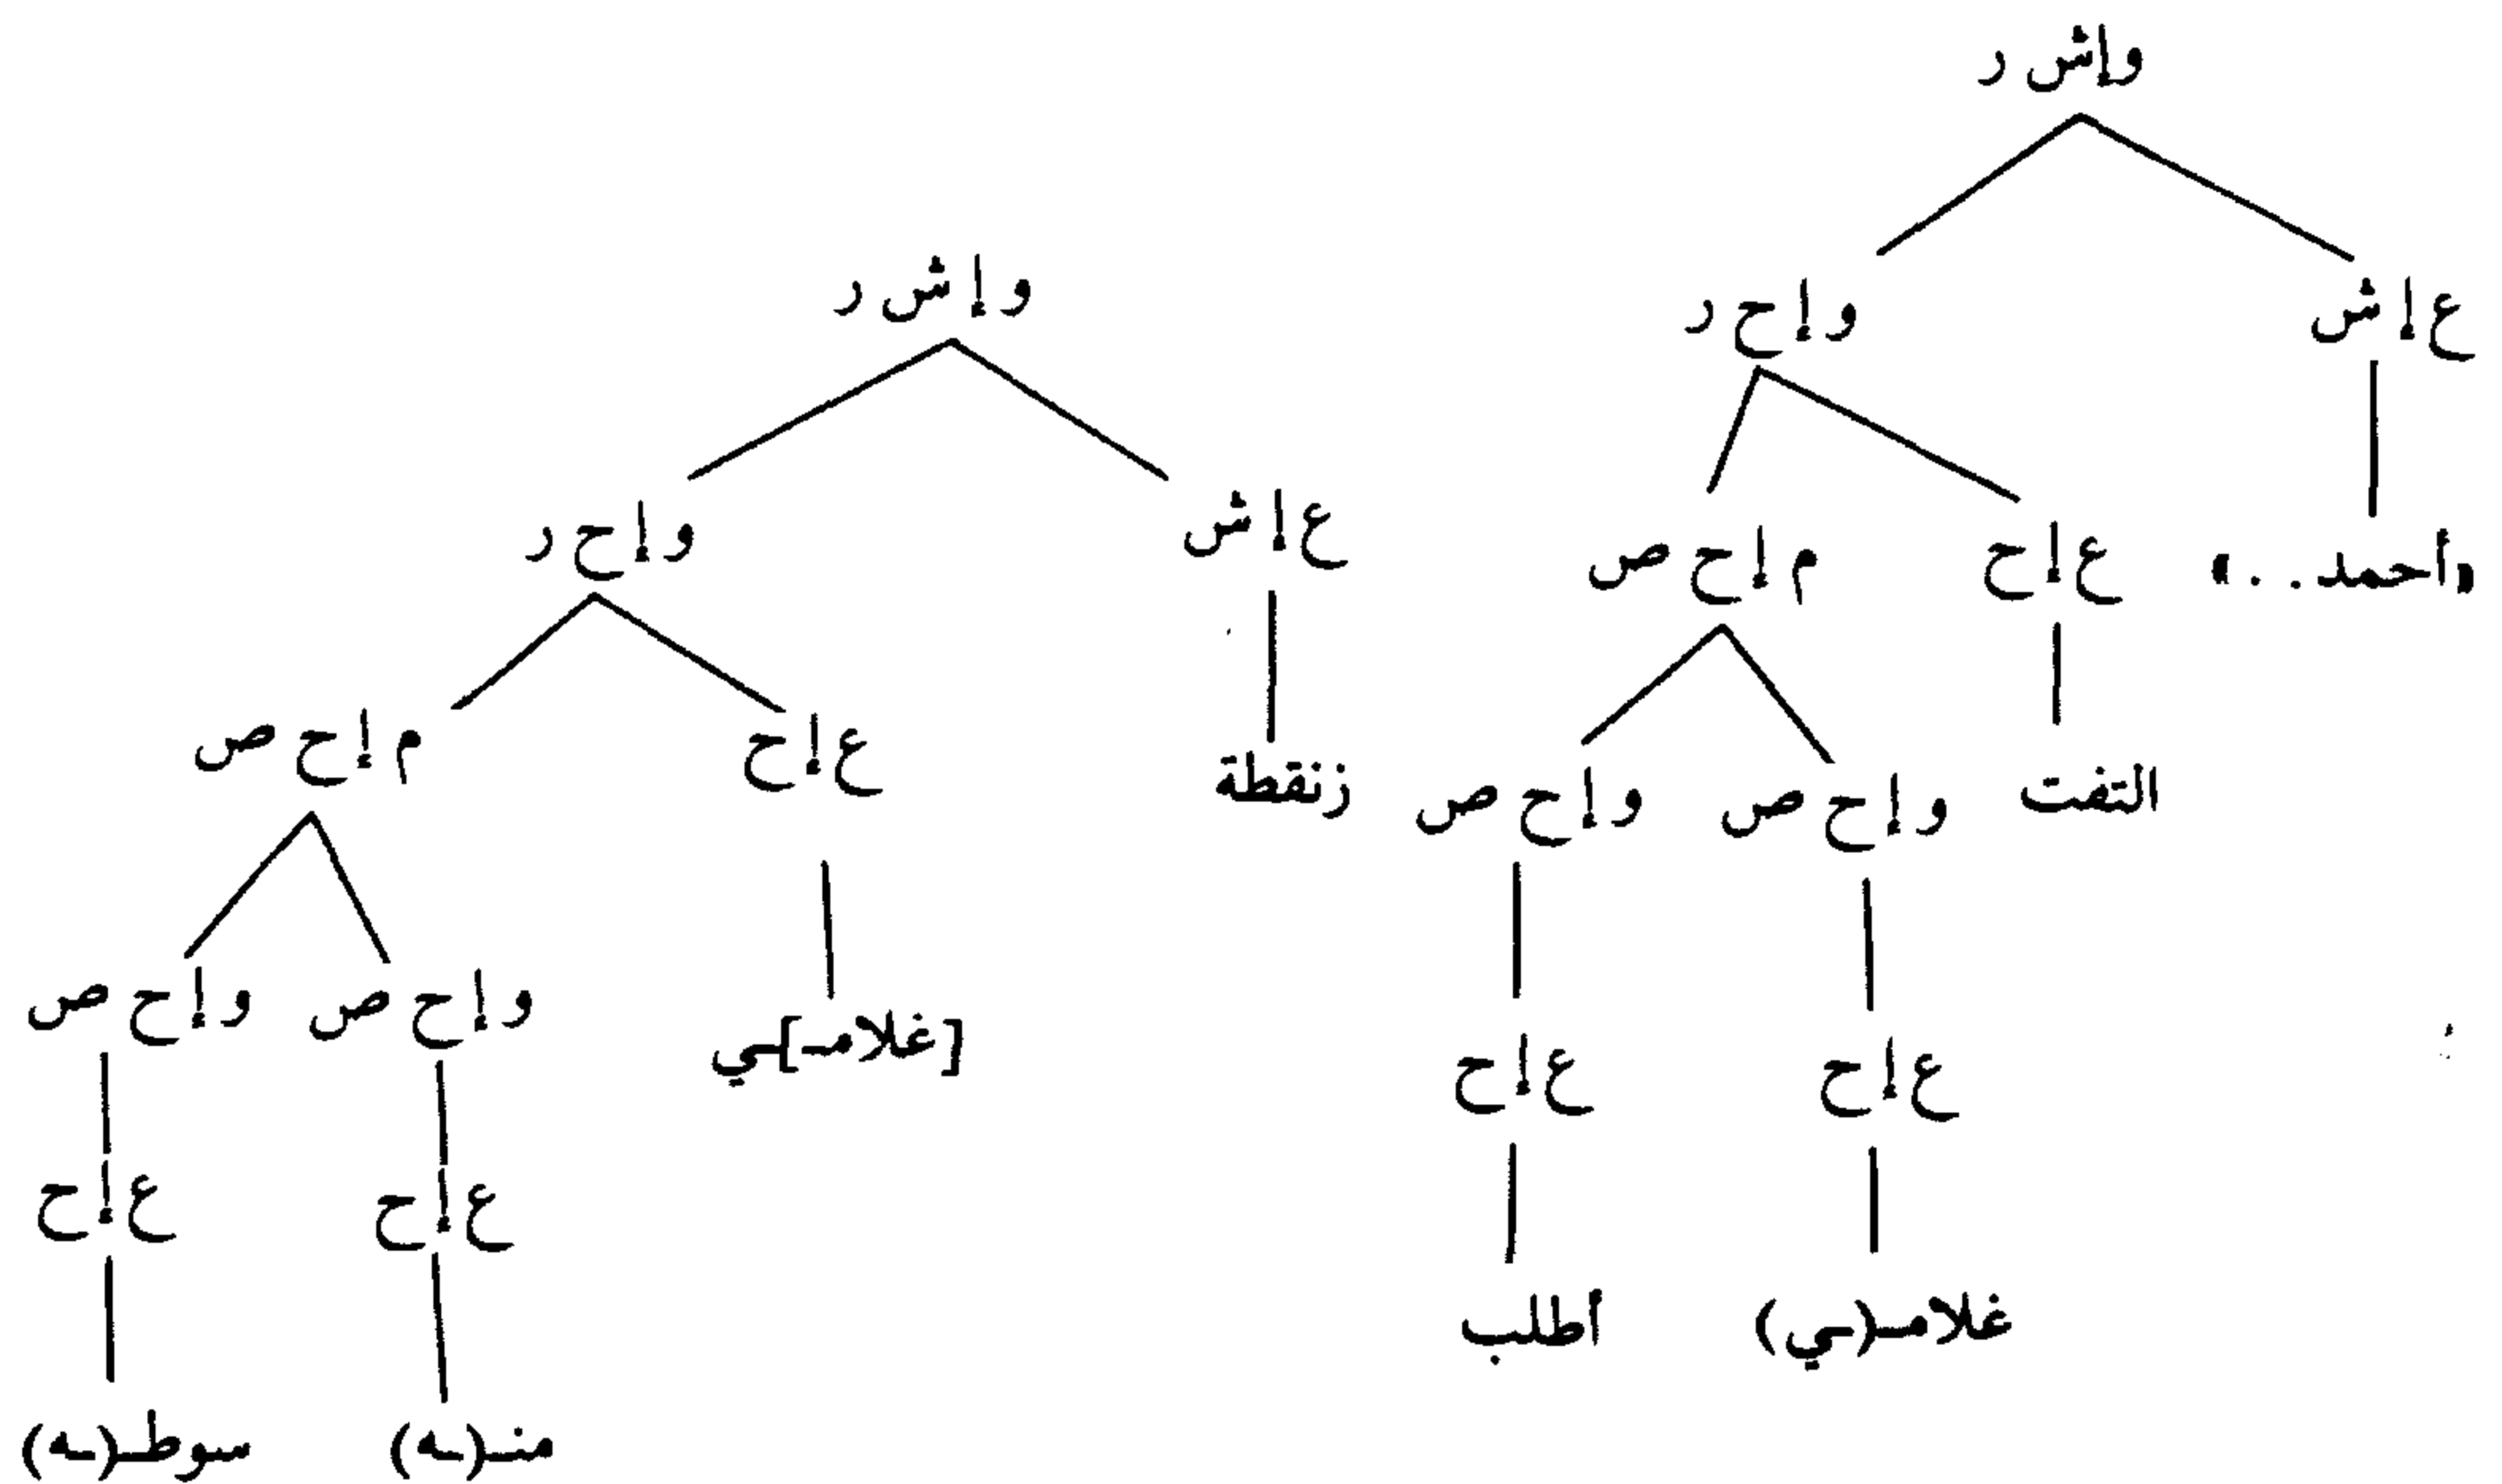 وإش ر
وإش ر
وإح ر ع إش
وإح ر ع إش
م إح ص ع إح «أحمد..»
م إح ص ع إح زنقطة
وإح ص وإح ص التفت
[غلامـ]ـي
وإح ص وإح ص
ع إح ع إح
ع إح ع إح
غلامـ(ـي) أطلب
منـ(ـه) سوطـ(ـه)